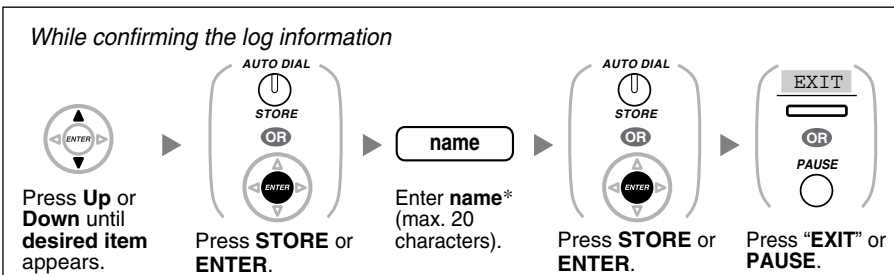 While confirming the log information
AUTO DIAL
STORE
OR
ENTER
ENTER
Press Up or
Down until
desired item
appears.
Press STORE or
ENTER.
name
Enter name*
(max. 20
characters).
AUTO DIAL
STORE
OR
ENTER
Press STORE or
ENTER.
EXIT
OR
PAUSE
Press "EXIT" or
PAUSE.